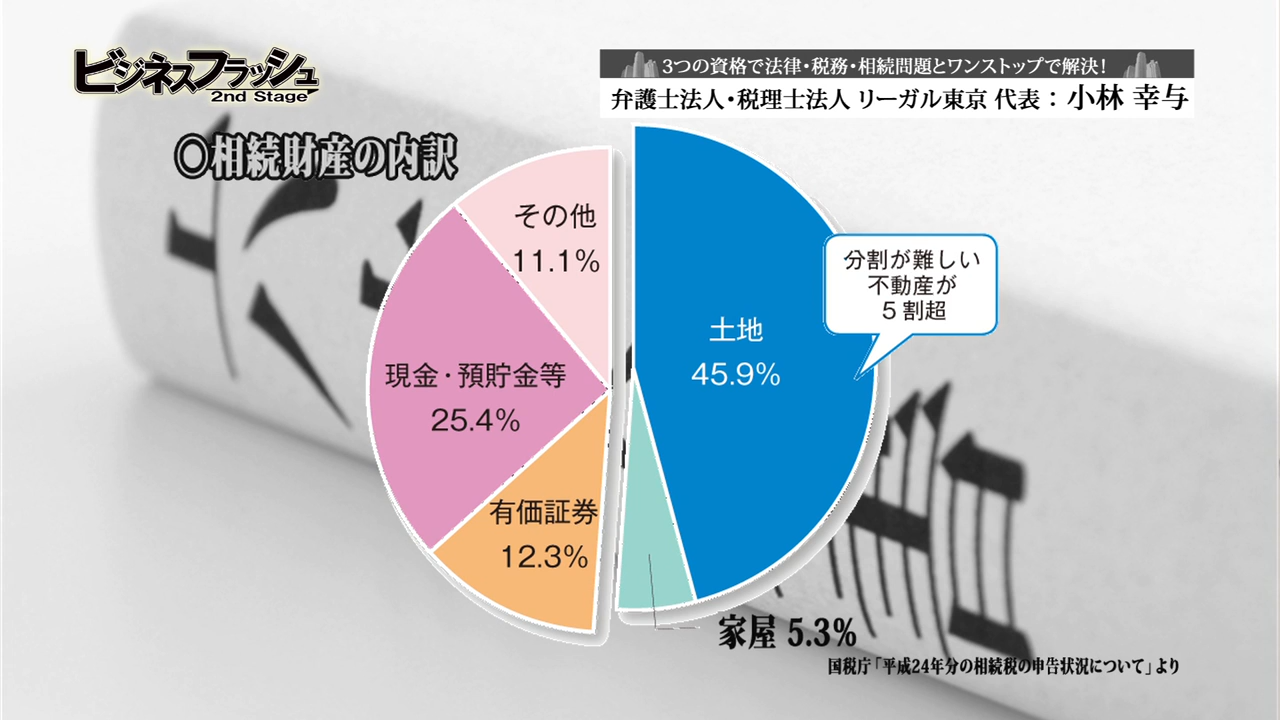 ビジネスフラッシュ
2nd Stage
3つの資格で法律・税務・相続問題とワンストップで解決!
弁護士法人・税理士法人 リーガル東京 代表：小林 幸与
○相続財産の内訳
その他
11.1%
土地
45.9%
分割が難しい
不動産が
5割超
現金・預貯金等
25.4%
有価証券
12.3%
家屋 5.3%
国税庁「平成24年分の相続税の申告状況について」より